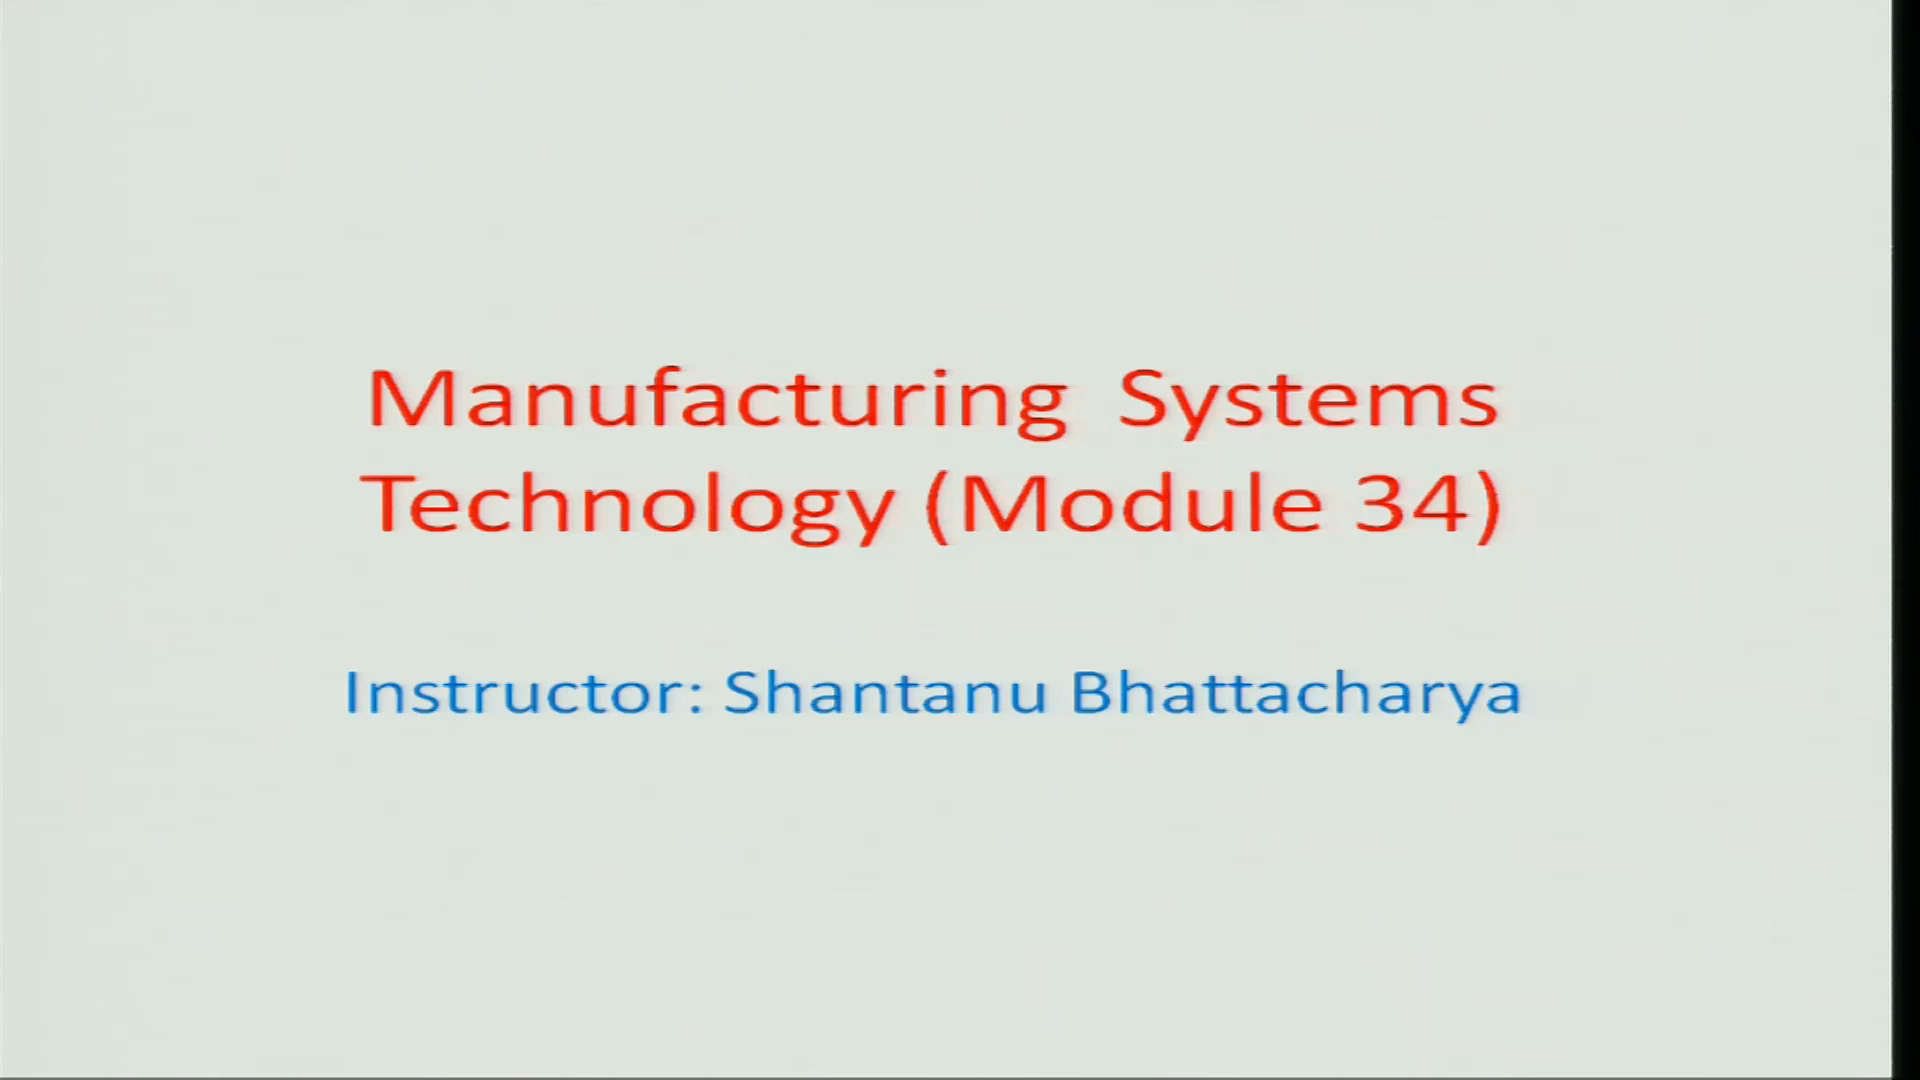 Manufacturing Systems
Technology (Module 34)
Instructor: Shantanu Bhattacharya